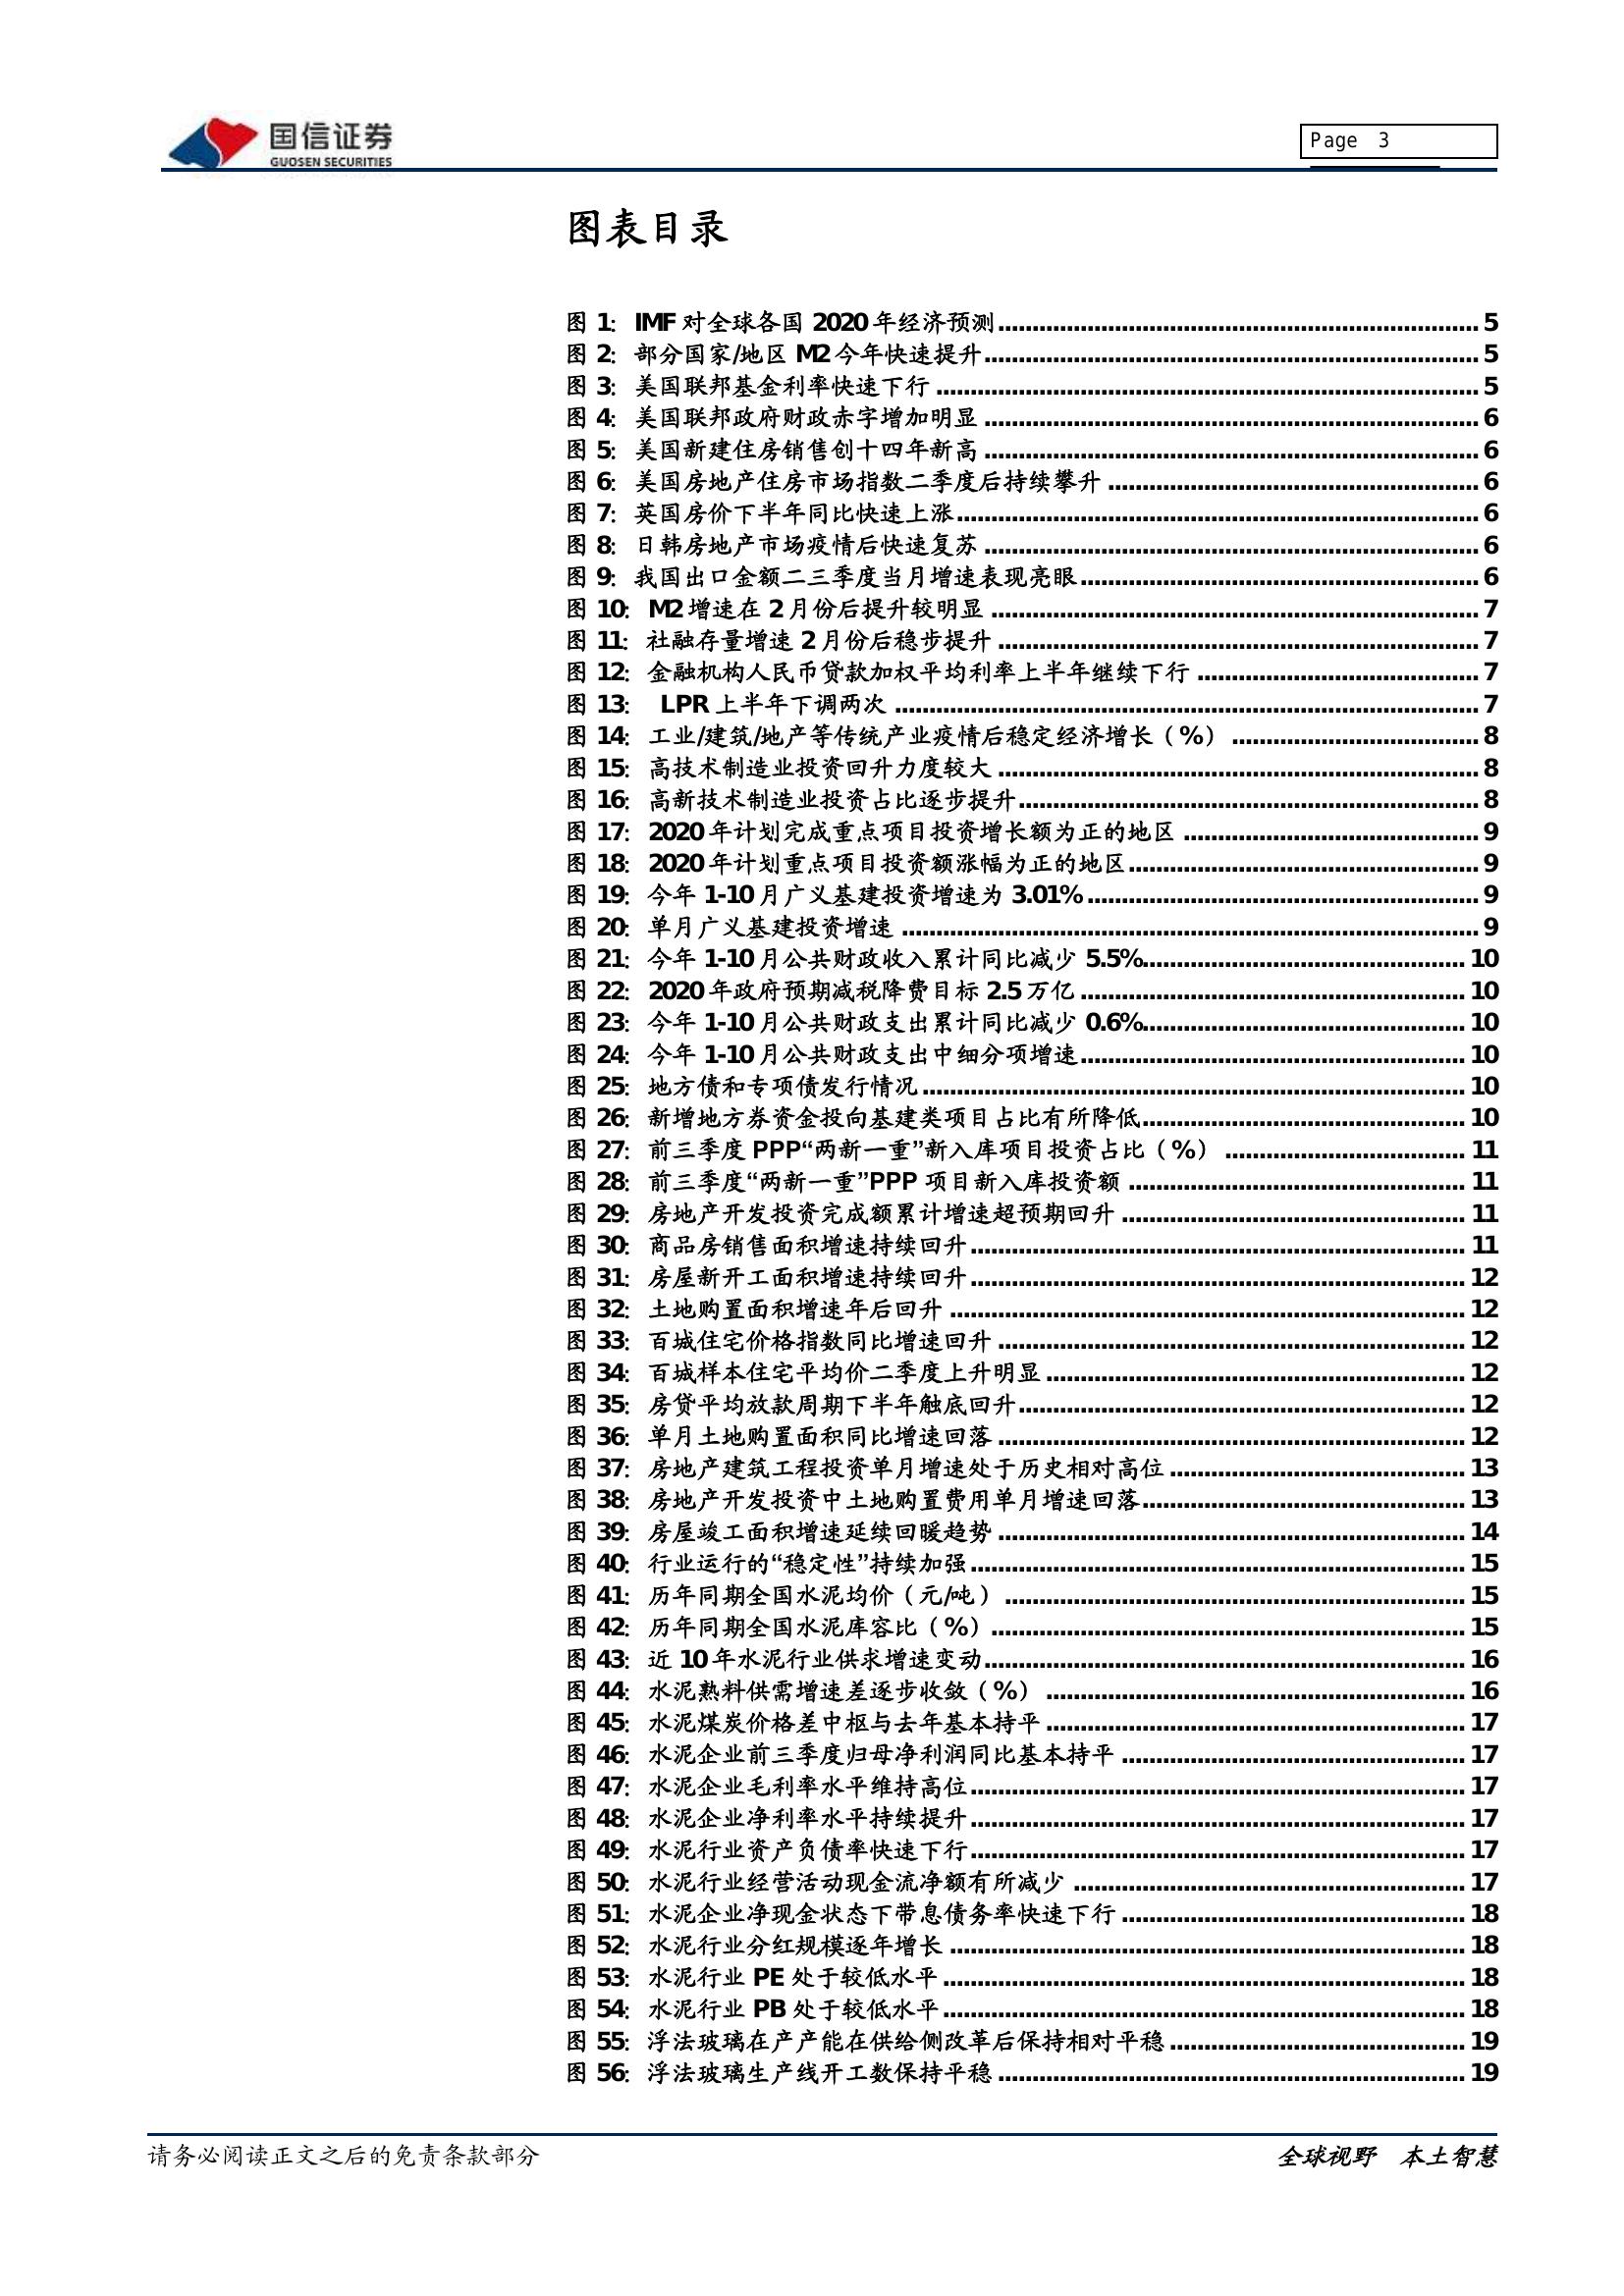 国信证券
GUOSEN SECURITIES
Page 3
图表目录
图 1: IMF 对全球各国 2020 年经济预测 5
图 2: 部分国家/地区 M2 今年快速提升 5
图 3: 美国联邦基金利率快速下行 5
图 4: 美国联邦政府财政赤字增加明显 6
图 5: 美国新建住房销售创十四年新高 6
图 6: 美国房地产住房市场指数二季度后持续攀升 6
图 7: 英国房价下半年同比快速上涨 6
图 8: 日韩房地产市场疫情后快速复苏 6
图 9: 我国出口金额二三季度当月增速表现亮眼 6
图 10: M2 增速在 2 月份后提升较明显 7
图 11: 社融存量增速 2 月份后稳步提升 7
图 12: 金融机构人民币贷款加权平均利率上半年继续下行 7
图 13: LPR 上半年下调两次 7
图 14: 工业/建筑/地产等传统产业疫情后稳定经济增长（%） 8
图 15: 高技术制造业投资回升力度较大 8
图 16: 高新技术制造业投资占比逐步提升 8
图 17: 2020 年计划完成重点项目投资增长额为正的地区 9
图 18: 2020 年计划重点项目投资额涨幅为正的地区 9
图 19: 今年 1-10 月广义基建投资增速为 3.01% 9
图 20: 单月广义基建投资增速 9
图 21: 今年 1-10 月公共财政收入累计同比减少 5.5% 10
图 22: 2020 年政府预期减税降费目标 2.5 万亿 10
图 23: 今年 1-10 月公共财政支出累计同比减少 0.6% 10
图 24: 今年 1-10 月公共财政支出中细分项增速 10
图 25: 地方债和专项债发行情况 10
图 26: 新增地方券资金投向基建类项目占比有所降低 10
图 27: 前三季度 PPP“两新一重”新入库项目投资占比（%） 11
图 28: 前三季度“两新一重”PPP 项目新入库投资额 11
图 29: 房地产开发投资完成额累计增速超预期回升 11
图 30: 商品房销售面积增速持续回升 11
图 31: 房屋新开工面积增速持续回升 12
图 32: 土地购置面积增速年后回升 12
图 33: 百城住宅价格指数同比增速回升 12
图 34: 百城样本住宅平均价二季度上升明显 12
图 35: 房贷平均放款周期下半年触底回升 12
图 36: 单月土地购置面积同比增速回落 12
图 37: 房地产建筑工程投资单月增速处于历史相对高位 13
图 38: 房地产开发投资中土地购置费用单月增速回落 13
图 39: 房屋竣工面积增速延续回暖趋势 14
图 40: 行业运行的“稳定性”持续加强 15
图 41: 历年同期全国水泥均价（元/吨） 15
图 42: 历年同期全国水泥库容比（%） 15
图 43: 近 10 年水泥行业供求增速变动 16
图 44: 水泥熟料供需增速差逐步收敛（%） 16
图 45: 水泥煤炭价格差中枢与去年基本持平 17
图 46: 水泥企业前三季度归母净利润同比基本持平 17
图 47: 水泥企业毛利率水平维持高位 17
图 48: 水泥企业净利率水平持续提升 17
图 49: 水泥行业资产负债率快速下行 17
图 50: 水泥行业经营活动现金流净额有所减少 17
图 51: 水泥企业净现金状态下带息债务率快速下行 18
图 52: 水泥行业分红规模逐年增长 18
图 53: 水泥行业 PE 处于较低水平 18
图 54: 水泥行业 PB 处于较低水平 18
图 55: 浮法玻璃在产产能在供给侧改革后保持相对平稳 19
图 56: 浮法玻璃生产线开工数保持平稳 19
请务必阅读正文之后的免责条款部分
全球视野 本土智慧